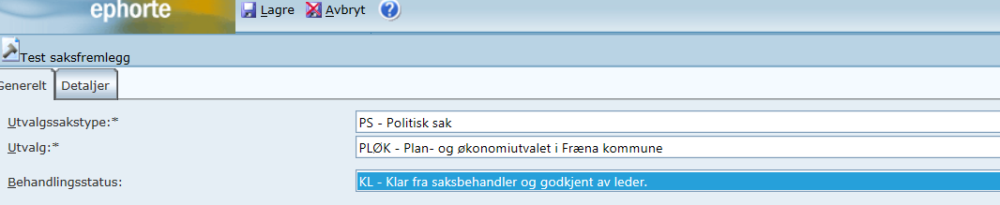 ephorte
Lagre Avbryt ?
Test saksfremlegg
Generelt Detaljer
Utvalgssakstype:* PS - Politisk sak
Utvalg:* PLØK - Plan- og økonomiutvalet i Fræna kommune
Behandlingsstatus: KL - Klar fra saksbehandler og godkjent av leder.